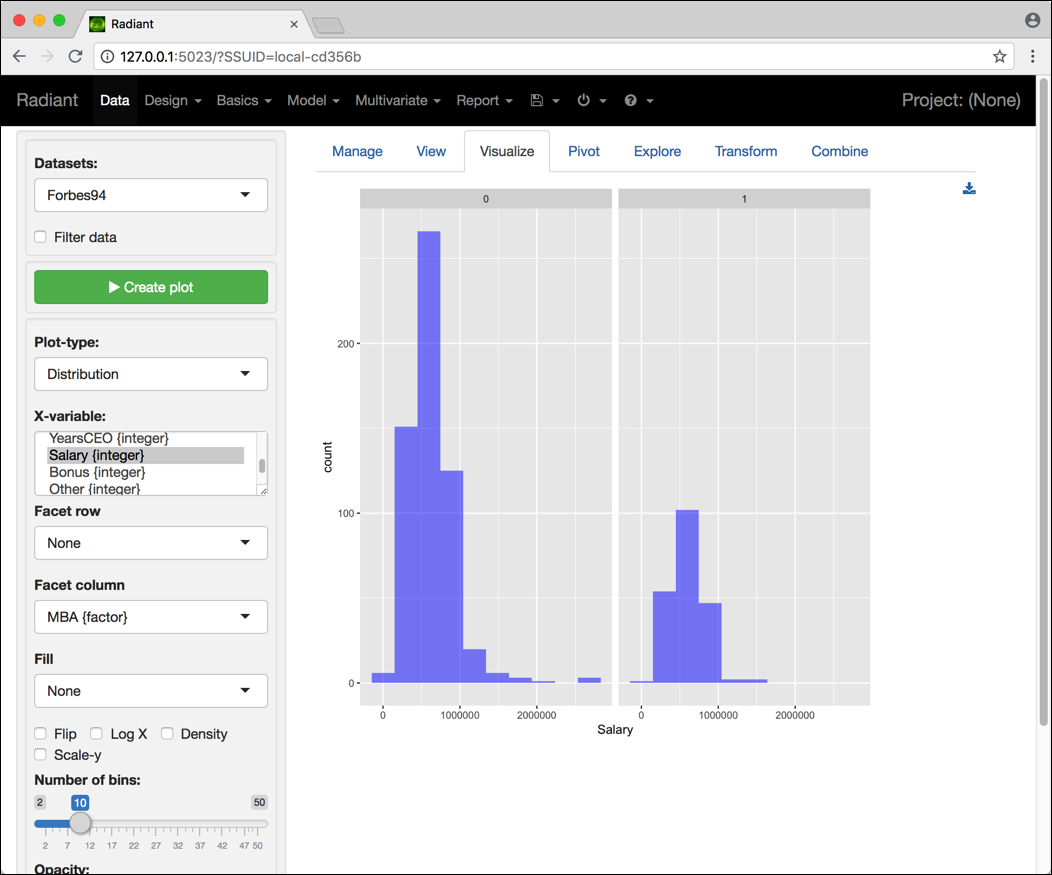 Radiant
127.0.0.1:5023/?SSUID=local-cd356b
Radiant Data Design Basics Model Multivariate Report Project: (None)
Manage View Visualize Pivot Explore Transform Combine
Datasets:
Forbes94
Filter data
Create plot
Plot-type:
Distribution
X-variable:
YearsCEO {integer}
Salary {integer}
Bonus {integer}
Other {integer}
Facet row
None
Facet column
MBA {factor}
Fill
None
Flip Log X Density
Scale-y
Number of bins:
2 10 50
2 7 12 17 22 27 32 37 42 47 50
Opacity:
0 1
200
100
0
count
0 1000000 2000000 0 1000000 2000000
Salary